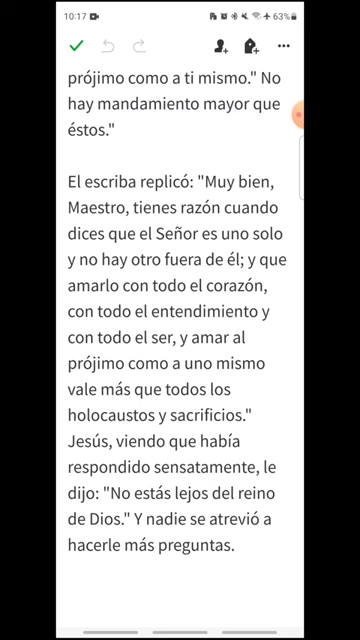 10:17
63%
prójimo como a ti mismo." No
hay mandamiento mayor que
éstos."
El escriba replicó: "Muy bien,
Maestro, tienes razón cuando
dices que el Señor es uno solo
y no hay otro fuera de él; y que
amarlo con todo el corazón,
con todo el entendimiento y
con todo el ser, y amar al
prójimo como a uno mismo
vale más que todos los
holocaustos y sacrificios."
Jesús, viendo que había
respondido sensatamente, le
dijo: "No estás lejos del reino
de Dios." Y nadie se atrevió a
hacerle más preguntas.